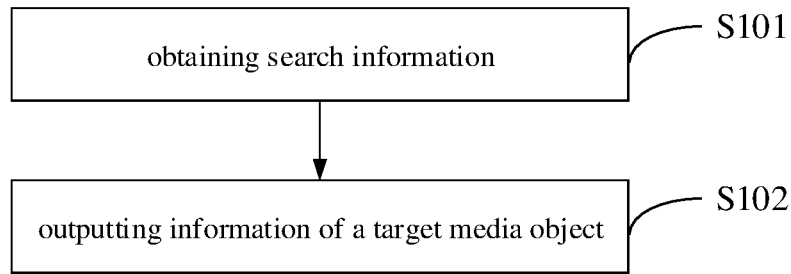 obtaining search information
S101
outputting information of a target media object
S102